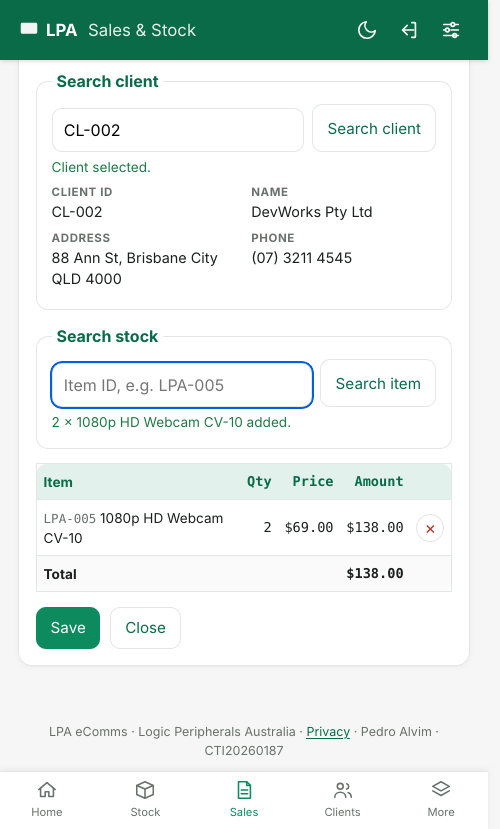 LPA Sales & Stock
Search client
CL-002
Search client
Client selected.
CLIENT ID
CL-002
NAME
DevWorks Pty Ltd
ADDRESS
88 Ann St, Brisbane City
QLD 4000
PHONE
(07) 3211 4545
Search stock
Item ID, e.g. LPA-005
Search item
2 × 1080p HD Webcam CV-10 added.
Item Qty Price Amount
LPA-005 1080p HD Webcam
CV-10
2 $69.00 $138.00 ×
Total $138.00
Save Close
LPA eComms · Logic Peripherals Australia · Privacy · Pedro Alvim ·
CTI20260187
Home Stock Sales Clients More